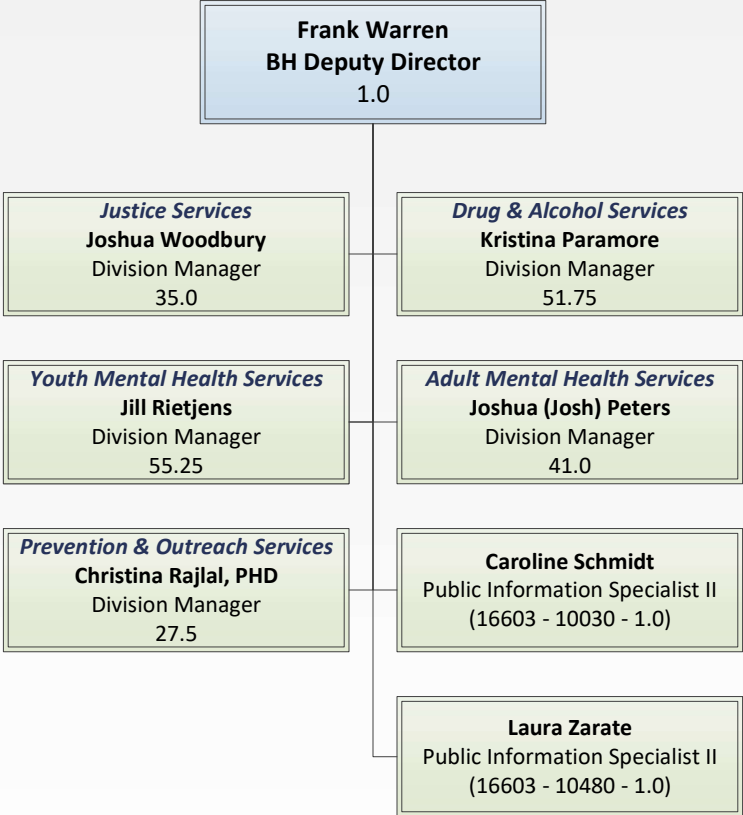 Frank Warren
BH Deputy Director
1.0
Justice Services
Joshua Woodbury
Division Manager
35.0
Drug & Alcohol Services
Kristina Paramore
Division Manager
51.75
Youth Mental Health Services
Jill Rietjens
Division Manager
55.25
Adult Mental Health Services
Joshua (Josh) Peters
Division Manager
41.0
Prevention & Outreach Services
Christina Rajlal, PHD
Division Manager
27.5
Caroline Schmidt
Public Information Specialist II
(16603 - 10030 - 1.0)
Laura Zarate
Public Information Specialist II
(16603 - 10480 - 1.0)